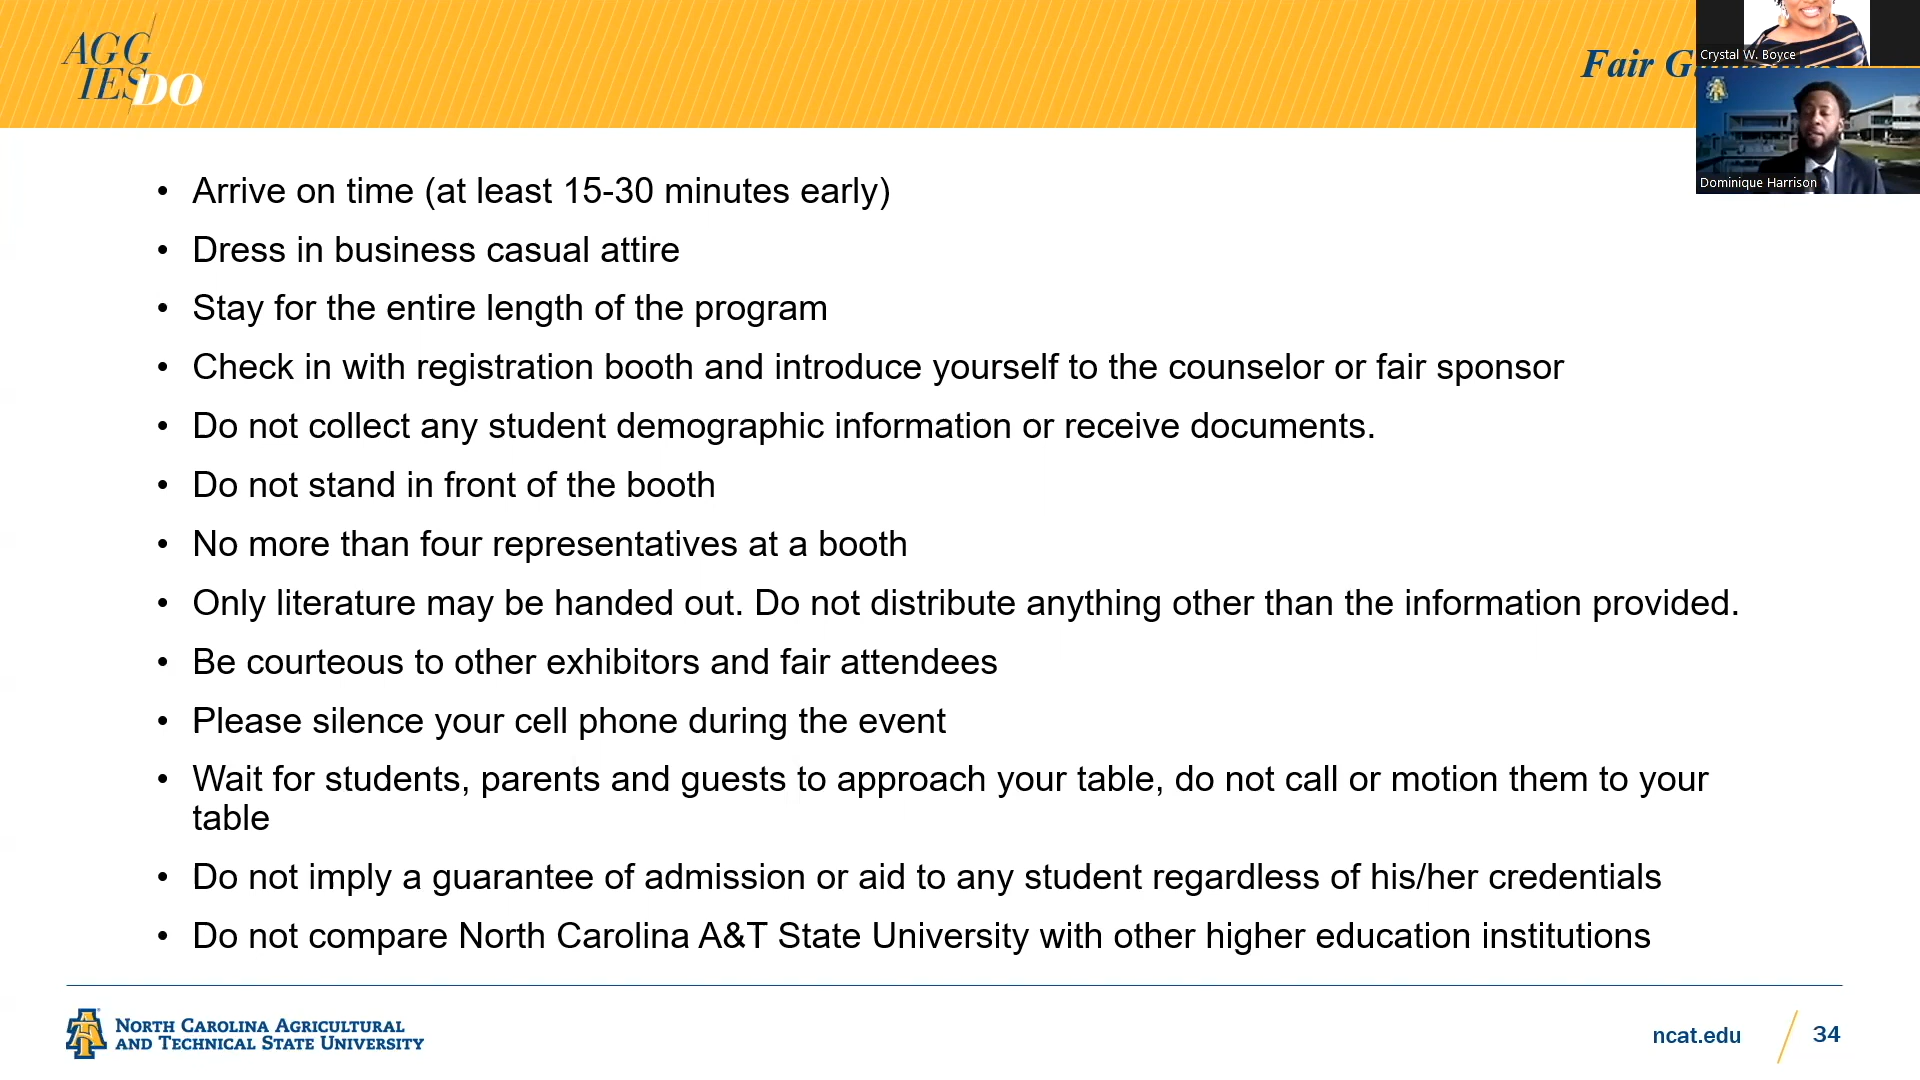 AGG
IES DO
Fair G
Crystal W. Boyce
Dominique Harrison
• Arrive on time (at least 15-30 minutes early)
• Dress in business casual attire
• Stay for the entire length of the program
• Check in with registration booth and introduce yourself to the counselor or fair sponsor
• Do not collect any student demographic information or receive documents.
• Do not stand in front of the booth
• No more than four representatives at a booth
• Only literature may be handed out. Do not distribute anything other than the information provided.
• Be courteous to other exhibitors and fair attendees
• Please silence your cell phone during the event
• Wait for students, parents and guests to approach your table, do not call or motion them to your
table
• Do not imply a guarantee of admission or aid to any student regardless of his/her credentials
• Do not compare North Carolina A&T State University with other higher education institutions
North Carolina Agricultural
and Technical State University
ncat.edu
34